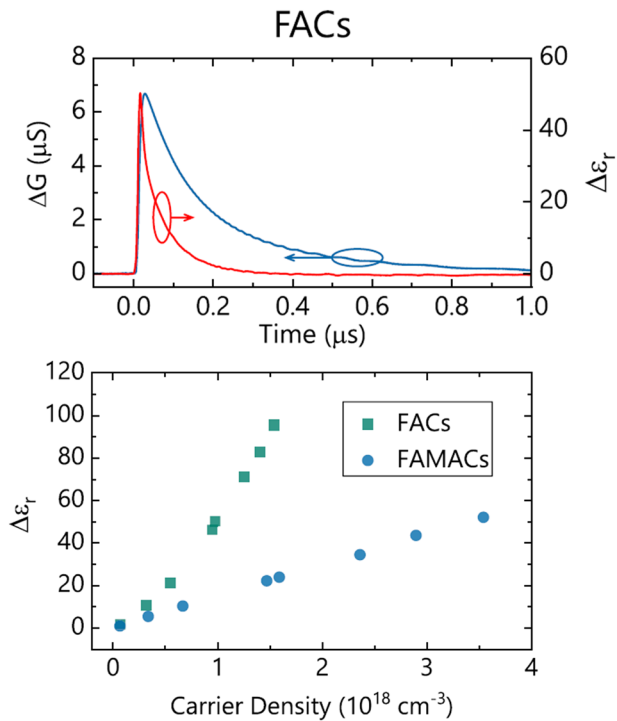 FACs
8
6
4
2
0
ΔG (μS)
60
40
20
0
Δεr
0.0 0.2 0.4 0.6 0.8 1.0
Time (μs)
120
100
80
60
40
20
0
Δεr
FACs
FAMACs
0 1 2 3 4
Carrier Density (10¹⁸ cm⁻³)